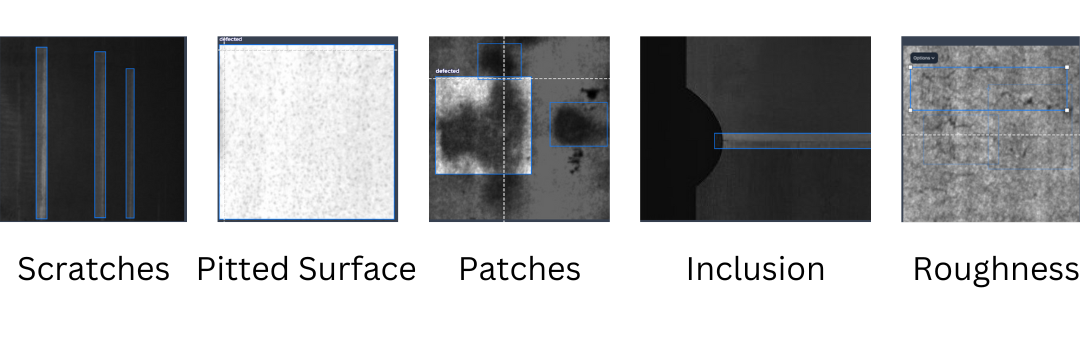 defected
defected
Options
Scratches
Pitted Surface
Patches
Inclusion
Roughness